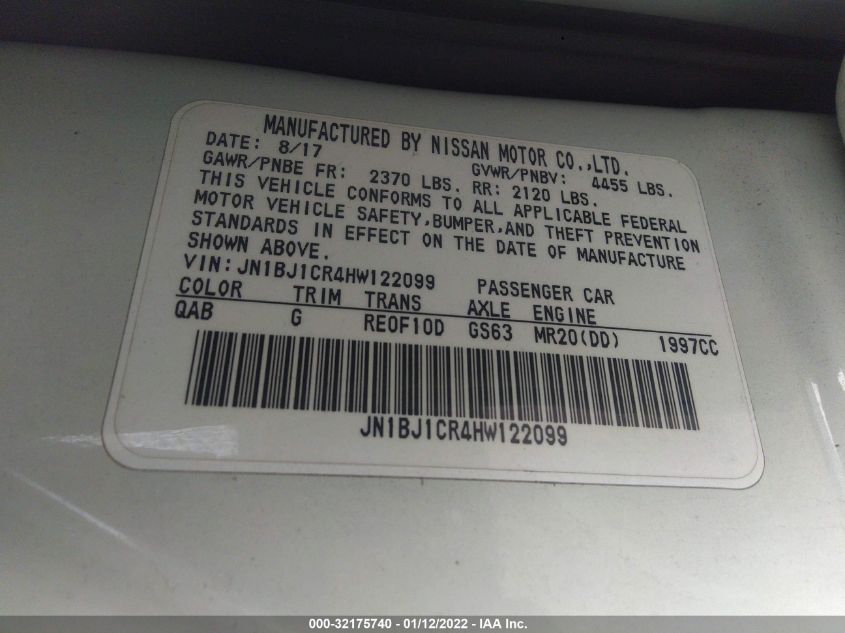 MANUFACTURED BY NISSAN MOTOR CO.,LTD.
DATE: 8/17 GVWR/PNBV: 4455 LBS.
GAWR/PNBE FR: 2370 LBS. RR: 2120 LBS.
THIS VEHICLE CONFORMS TO ALL APPLICABLE FEDERAL
MOTOR VEHICLE SAFETY,BUMPER,AND THEFT PREVENTION
STANDARDS IN EFFECT ON THE DATE OF MANUFACTURE
SHOWN ABOVE.
VIN:JN1BJ1CR4HW122099 PASSENGER CAR
COLOR TRIM TRANS AXLE ENGINE
QAB G RE0F10D GS63 MR20(DD) 1997CC
JN1BJ1CR4HW122099
000-32175740 - 01/12/2022 - IAA Inc.